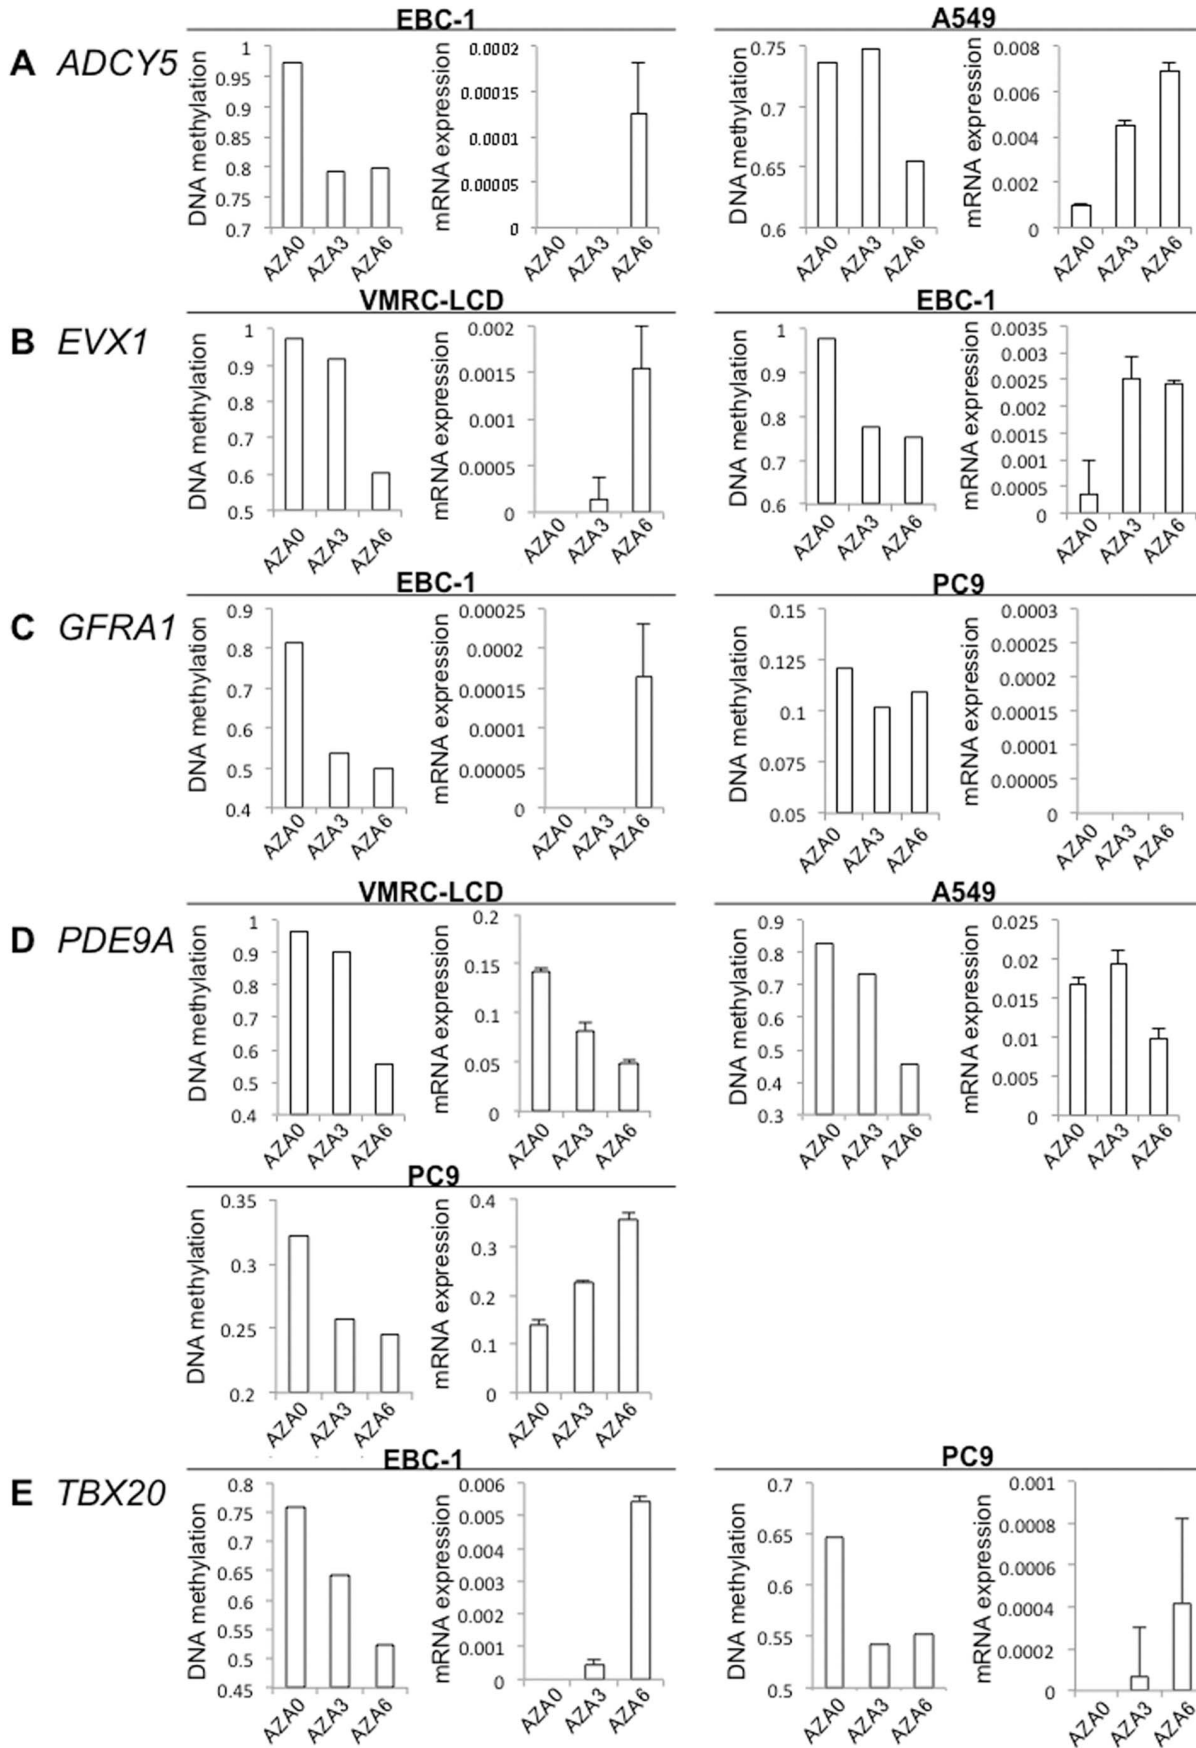 EBC-1 A549
A ADCY5
DNA methylation
1
0.95
0.9
0.85
0.8
0.75
0.7
AZA0 AZA3 AZA6
mRNA expression
0.0002
0.00015
0.0001
0.00005
0
AZA0 AZA3 AZA6
DNA methylation
0.75
0.7
0.65
0.6
AZA0 AZA3 AZA6
mRNA expression
0.008
0.006
0.004
0.002
0
AZA0 AZA3 AZA6
VMRC-LCD EBC-1
B EVX1
DNA methylation
1
0.9
0.8
0.7
0.6
0.5
AZA0 AZA3 AZA6
mRNA expression
0.002
0.0015
0.001
0.0005
0
AZA0 AZA3 AZA6
DNA methylation
1
0.9
0.8
0.7
0.6
AZA0 AZA3 AZA6
mRNA expression
0.0035
0.003
0.0025
0.002
0.0015
0.001
0.0005
0
AZA0 AZA3 AZA6
EBC-1 PC9
C GFRA1
DNA methylation
0.9
0.8
0.7
0.6
0.5
0.4
AZA0 AZA3 AZA6
mRNA expression
0.00025
0.0002
0.00015
0.0001
0.00005
0
AZA0 AZA3 AZA6
DNA methylation
0.15
0.125
0.1
0.075
0.05
AZA0 AZA3 AZA6
mRNA expression
0.0003
0.00025
0.0002
0.00015
0.0001
0.00005
0
AZA0 AZA3 AZA6
VMRC-LCD A549
D PDE9A
DNA methylation
1
0.9
0.8
0.7
0.6
0.5
0.4
AZA0 AZA3 AZA6
mRNA expression
0.2
0.15
0.1
0.05
0
AZA0 AZA3 AZA6
DNA methylation
0.9
0.8
0.7
0.6
0.5
0.4
0.3
AZA0 AZA3 AZA6
mRNA expression
0.025
0.02
0.015
0.01
0.005
0
AZA0 AZA3 AZA6
PC9
DNA methylation
0.35
0.3
0.25
0.2
AZA0 AZA3 AZA6
mRNA expression
0.4
0.3
0.2
0.1
0
AZA0 AZA3 AZA6
EBC-1 PC9
E TBX20
DNA methylation
0.8
0.75
0.7
0.65
0.6
0.55
0.5
0.45
AZA0 AZA3 AZA6
mRNA expression
0.006
0.005
0.004
0.003
0.002
0.001
0
AZA0 AZA3 AZA6
DNA methylation
0.7
0.65
0.6
0.55
0.5
AZA0 AZA3 AZA6
mRNA expression
0.001
0.0008
0.0006
0.0004
0.0002
0
AZA0 AZA3 AZA6